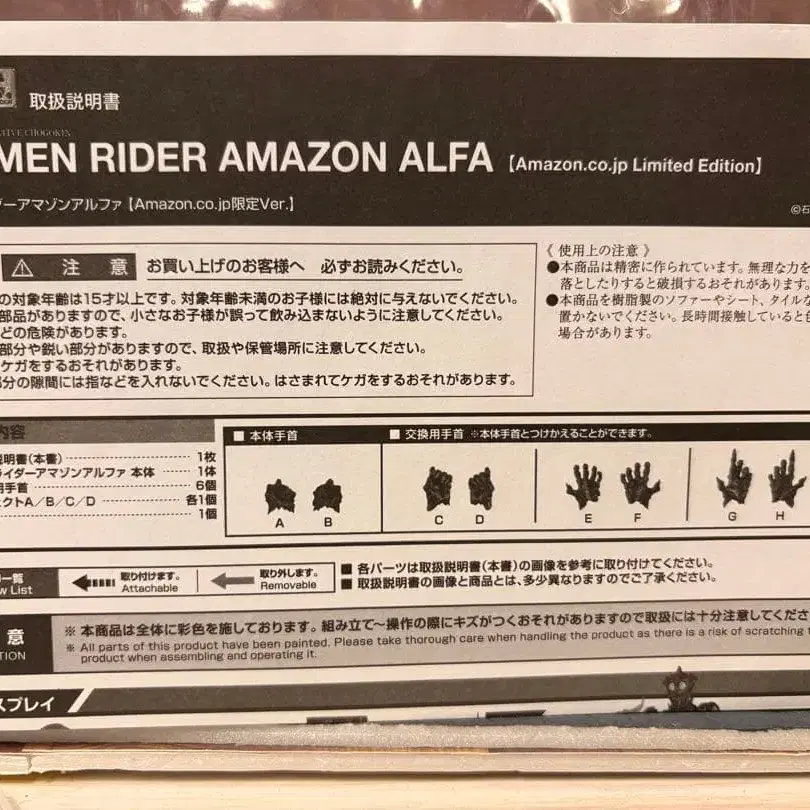 取扱説明書
TIVE CHOGOKIN
MEN RIDER AMAZON ALFA【Amazon.co.jp Limited Edition】
ダーアマゾンアルファ【Amazon.co.jp限定Ver.】
©石
⚠ 注 意 お買い上げのお客様へ 必ずお読みください。
の対象年齢は15才以上です。対象年齢未満のお子様には絶対に与えないでください。
部品がありますので、小さなお子様が誤って飲み込まないように注意してください。
どの危険があります。
部分や鋭い部分がありますので、取扱や保管場所に注意してください。
ケガをするおそれがあります。
分の隙間には指などを入れないでください。はさまれてケガをするおそれがあります。
《 使用上の注意 》
●本商品は精密に作られています。無理な力を
落としたりすると破損するおそれがあります。
●本商品を樹脂製のソファーやシート、タイルな
置かないでください。長時間接触していると色
場合があります。
内容
説明書(本書) 1枚
ライダーアマゾンアルファ 本体 1体
用手首 6個
クトA/B/C/D 各1個
1個
■ 本体手首
A B
■ 交換用手首 ※本体手首とつけかえることができます。
C D E F G H
一覧
w List
取り付けます。
Attachable
取り外します。
Removable
■ 各パーツは取扱説明書(本書)の画像を参考に取り付けてください。
■ 取扱説明書の画像と商品とは、多少異なりますのでご了承ください。
意
TION
※ 本商品は全体に彩色を施しております。組み立て〜操作の際にキズがつくおそれがありますので取扱には十分注意してくださ
※ All parts of this product have been painted. Please take thorough care when handling the product as there is a risk of scratching t
product when assembling and operating it.
スプレイ